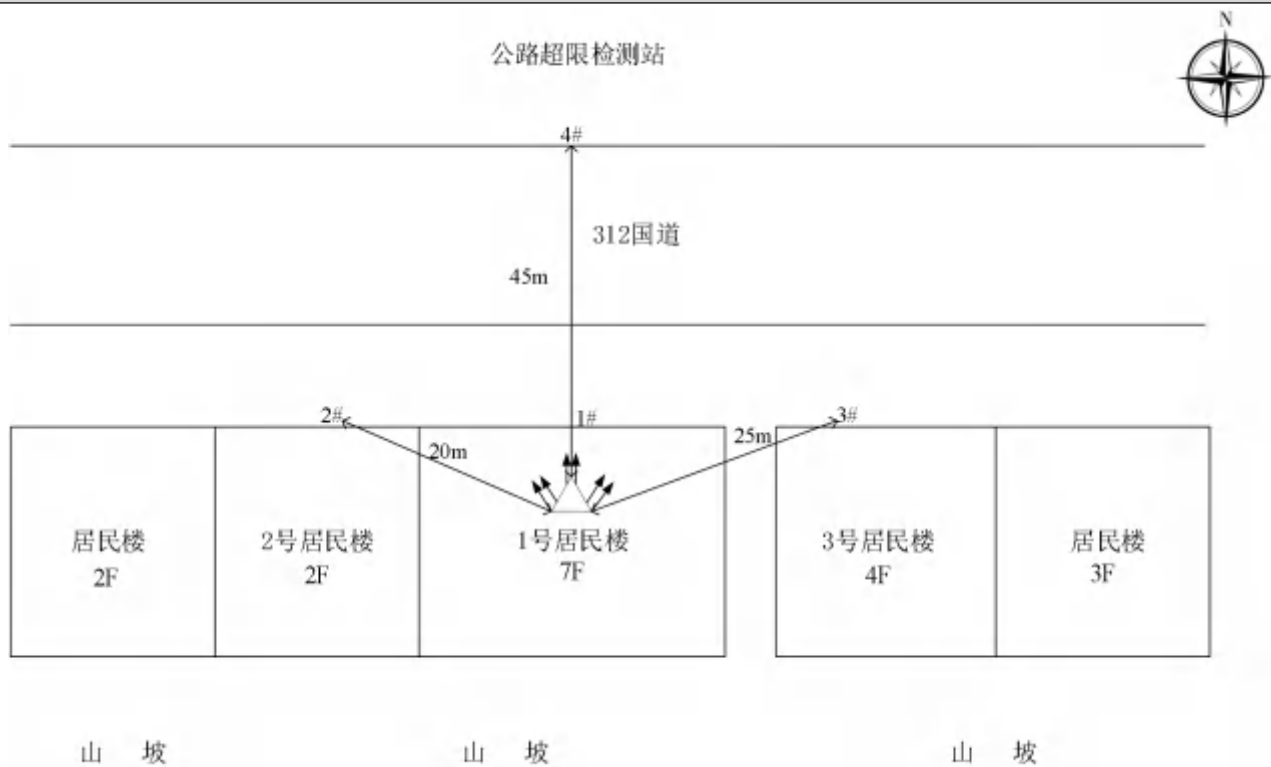 N
公路超限检测站
4#
312国道
45m
2#
1#
3#
20m
25m
居民楼
2F
2号居民楼
2F
1号居民楼
7F
3号居民楼
4F
居民楼
3F
山 坡
山 坡
山 坡